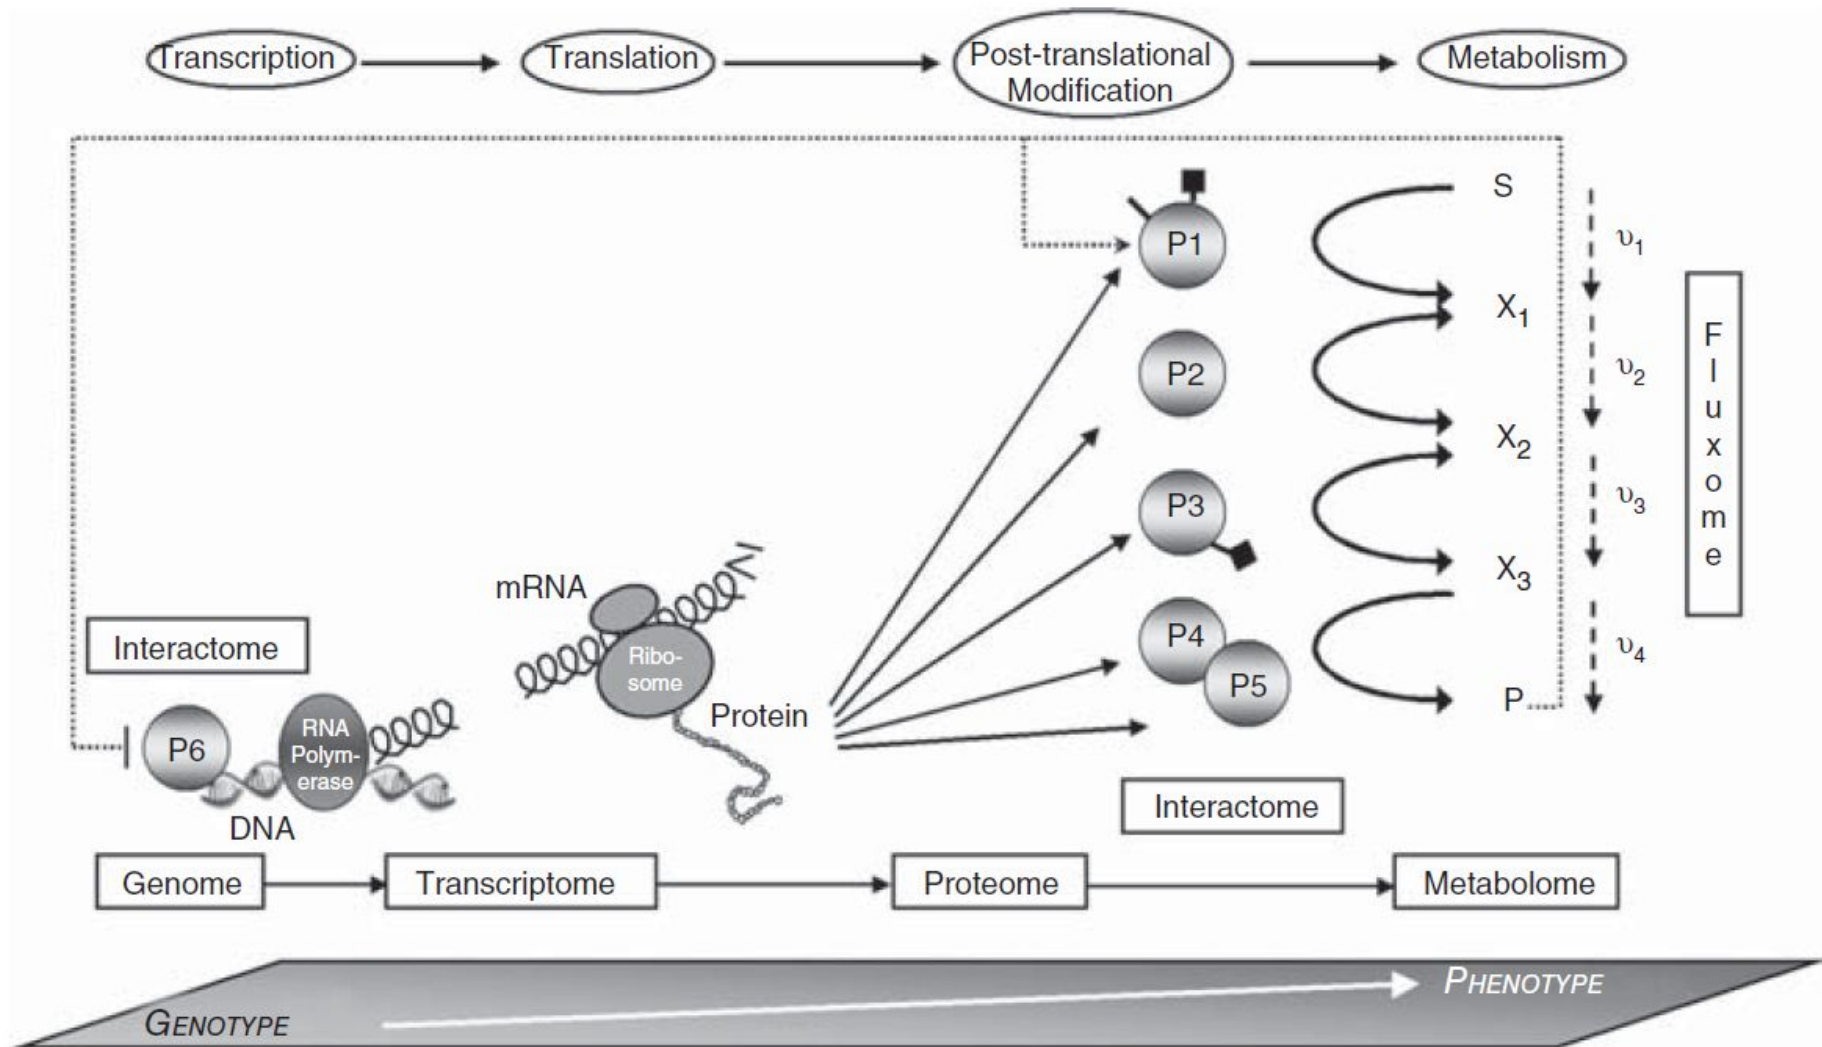 Transcription
Translation
Post-translational
Modification
Metabolism
S
P1
υ1
X1
P2
υ2
X2
P3
υ3
X3
P4
P5
υ4
P
Fluxome
mRNA
Ribo-
some
Protein
Interactome
P6
RNA
Polym-
erase
DNA
Interactome
Genome
Transcriptome
Proteome
Metabolome
GENOTYPE
PHENOTYPE